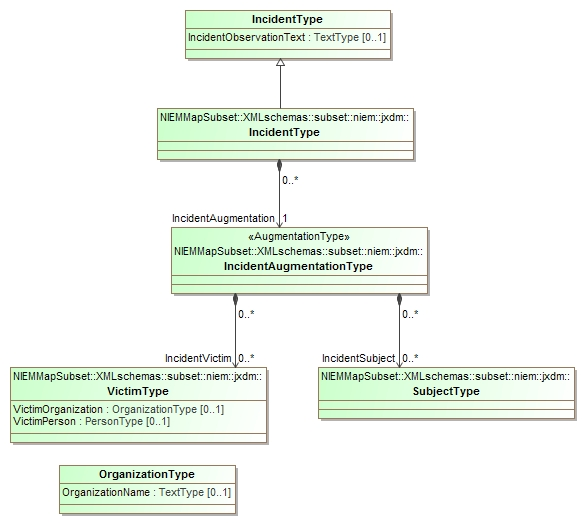 IncidentType
IncidentObservationText : TextType [0..1]
NIEMMapSubset::XMLschemas::subset::niem::jxdm::
IncidentType
0..*
IncidentAugmentation 1
«AugmentationType»
NIEMMapSubset::XMLschemas::subset::niem::jxdm::
IncidentAugmentationType
0..* 0..*
IncidentVictim 0..* IncidentSubject 0..*
NIEMMapSubset::XMLschemas::subset::niem::jxdm::
VictimType
VictimOrganization : OrganizationType [0..1]
VictimPerson : PersonType [0..1]
NIEMMapSubset::XMLschemas::subset::niem::jxdm::
SubjectType
OrganizationType
OrganizationName : TextType [0..1]